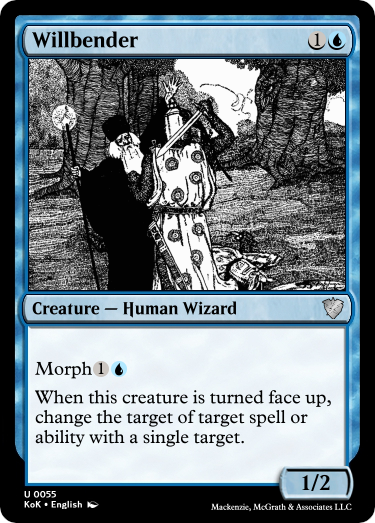 Willbender 1
Creature — Human Wizard
Morph 1
When this creature is turned face up,
change the target of target spell or
ability with a single target.
1/2
U 0055
KoK • English
Mackenzie, McGrath & Associates LLC